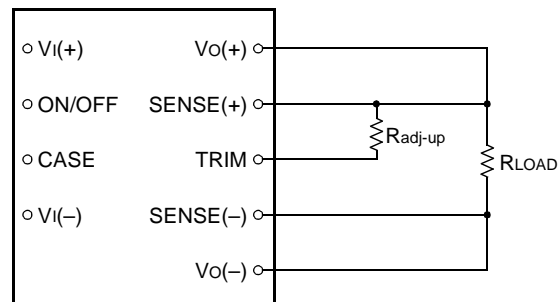 VI(+)
VO(+)
ON/OFF
SENSE(+)
Radj-up
CASE
TRIM
RLOAD
VI(–)
SENSE(–)
VO(–)